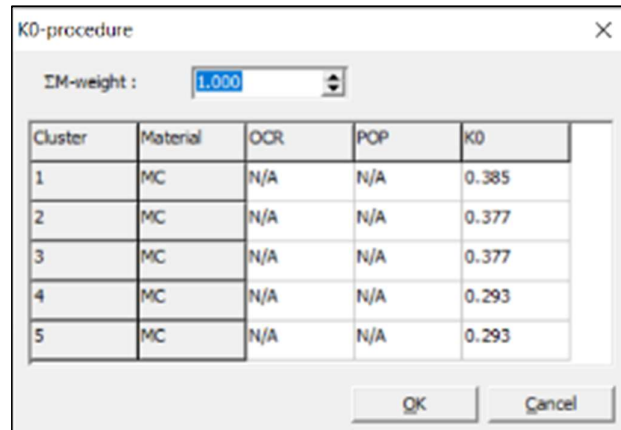 K0-procedure
ΣM-weight : 1.000
Cluster Material OCR POP K0
1 MC N/A N/A 0.385
2 MC N/A N/A 0.377
3 MC N/A N/A 0.377
4 MC N/A N/A 0.293
5 MC N/A N/A 0.293
OK Cancel